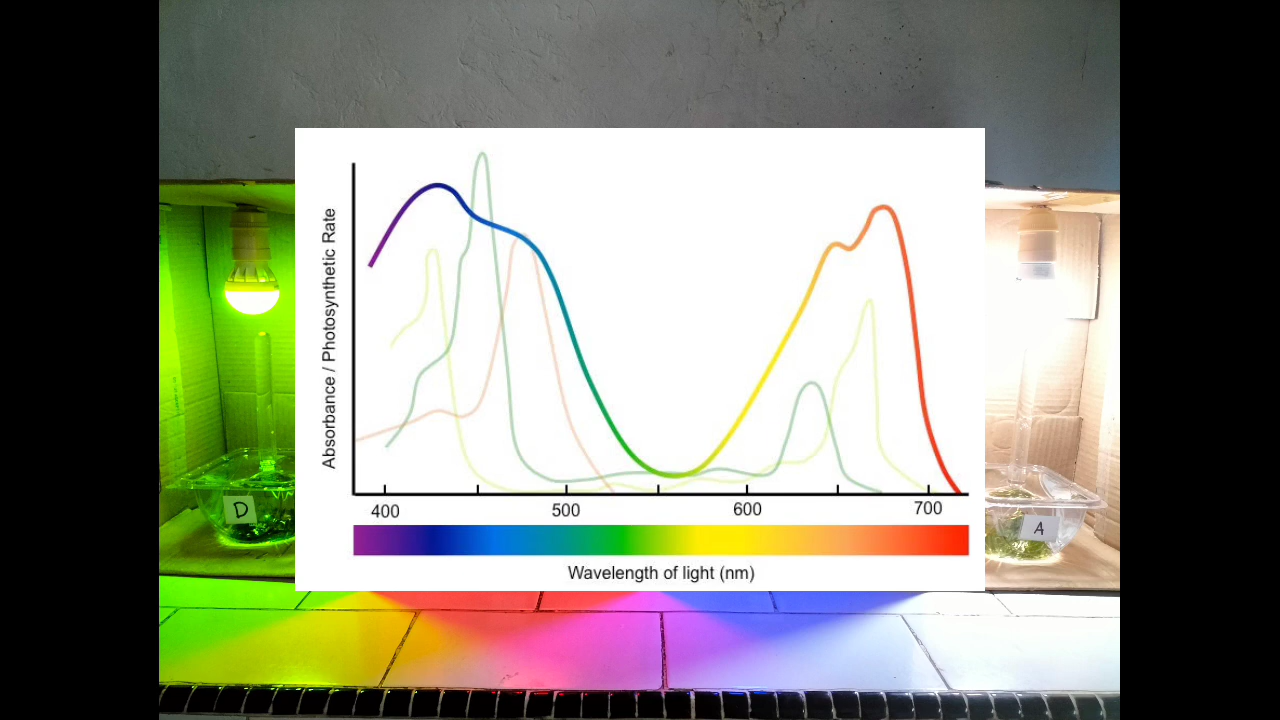 Absorbance / Photosynthetic Rate
400 500 600 700
Wavelength of light (nm)
D
A